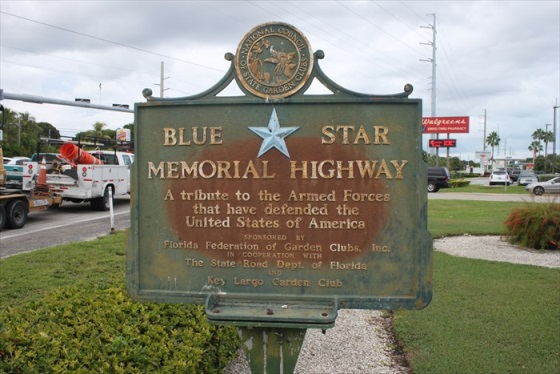 NATIONAL COUNCIL
OF STATE GARDEN CLUBS
BLUE STAR
MEMORIAL HIGHWAY
A tribute to the Armed Forces
that have defended the
United States of America
SPONSORED BY
Florida Federation of Garden Clubs, Inc.
IN COOPERATION WITH
The State Road Dept. of Florida
AND
Key Largo Garden Club
Walgreens